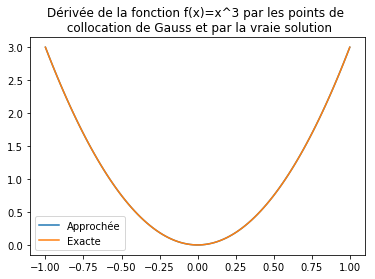 Dérivée de la fonction f(x)=x^3 par les points de
collocation de Gauss et par la vraie solution
3.0
2.5
2.0
1.5
1.0
0.5
0.0
Approchée
Exacte
−1.00 −0.75 −0.50 −0.25 0.00 0.25 0.50 0.75 1.00